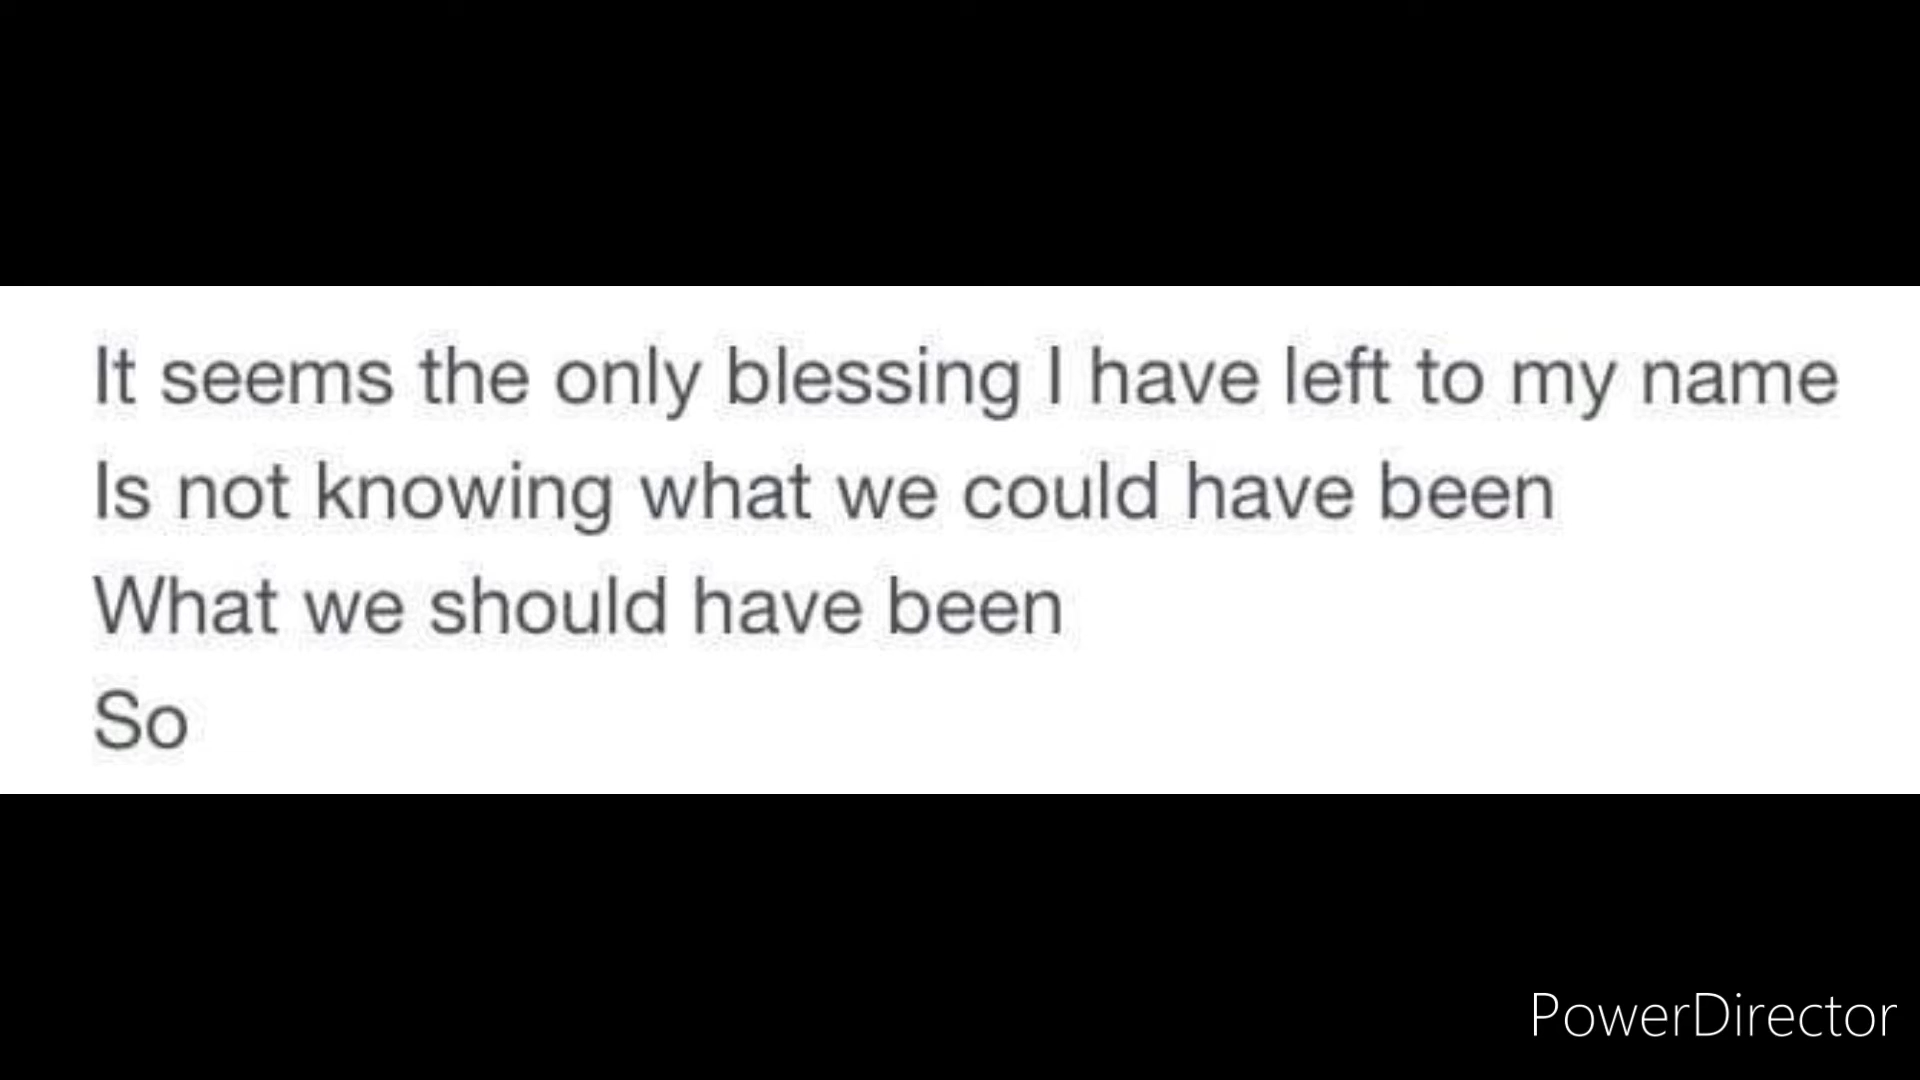 It seems the only blessing I have left to my name
Is not knowing what we could have been
What we should have been
So
PowerDirector